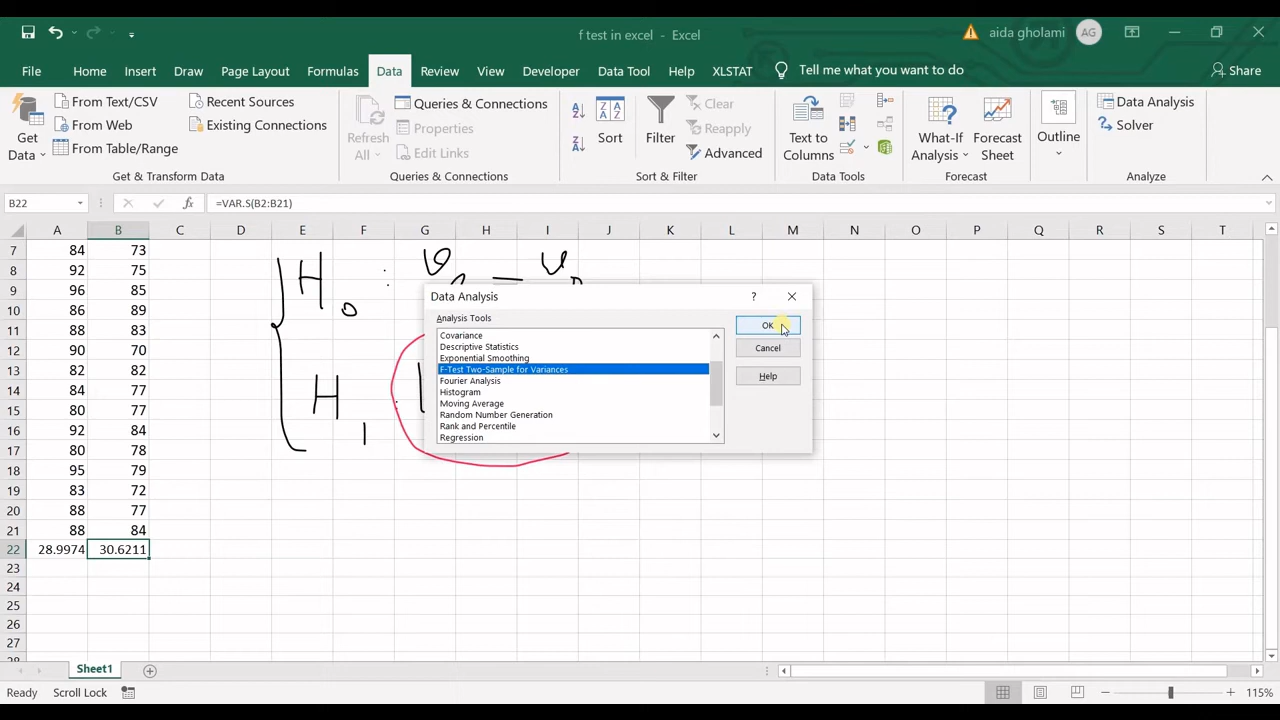 f test in excel - Excel
aida gholami AG
File Home Insert Draw Page Layout Formulas Data Review View Developer Data Tool Help XLSTAT Tell me what you want to do Share
Get Data
From Text/CSV
From Web
From Table/Range
Recent Sources
Existing Connections
Get & Transform Data
Refresh All
Queries & Connections
Properties
Edit Links
Queries & Connections
Sort
Filter
Clear
Reapply
Advanced
Sort & Filter
Text to Columns
Data Tools
What-If Analysis
Forecast Sheet
Outline
Data Analysis
Solver
Analyze
B22 fx =VAR.S(B2:B21)
A B C D E F G H I J K L M N O P Q R S T
7 84 73
8 92 75
9 96 85
10 86 89
11 88 83
12 90 70
13 82 82
14 84 77
15 80 77
16 92 84
17 80 78
18 95 79
19 83 72
20 88 77
21 88 84
22 28.9974 30.6211
23
24
25
26
27
H0 :
H1 :
Data Analysis ?
Analysis Tools
Covariance
Descriptive Statistics
Exponential Smoothing
F-Test Two-Sample for Variances
Fourier Analysis
Histogram
Moving Average
Random Number Generation
Rank and Percentile
Regression
OK
Cancel
Help
Sheet1
Ready Scroll Lock 115%